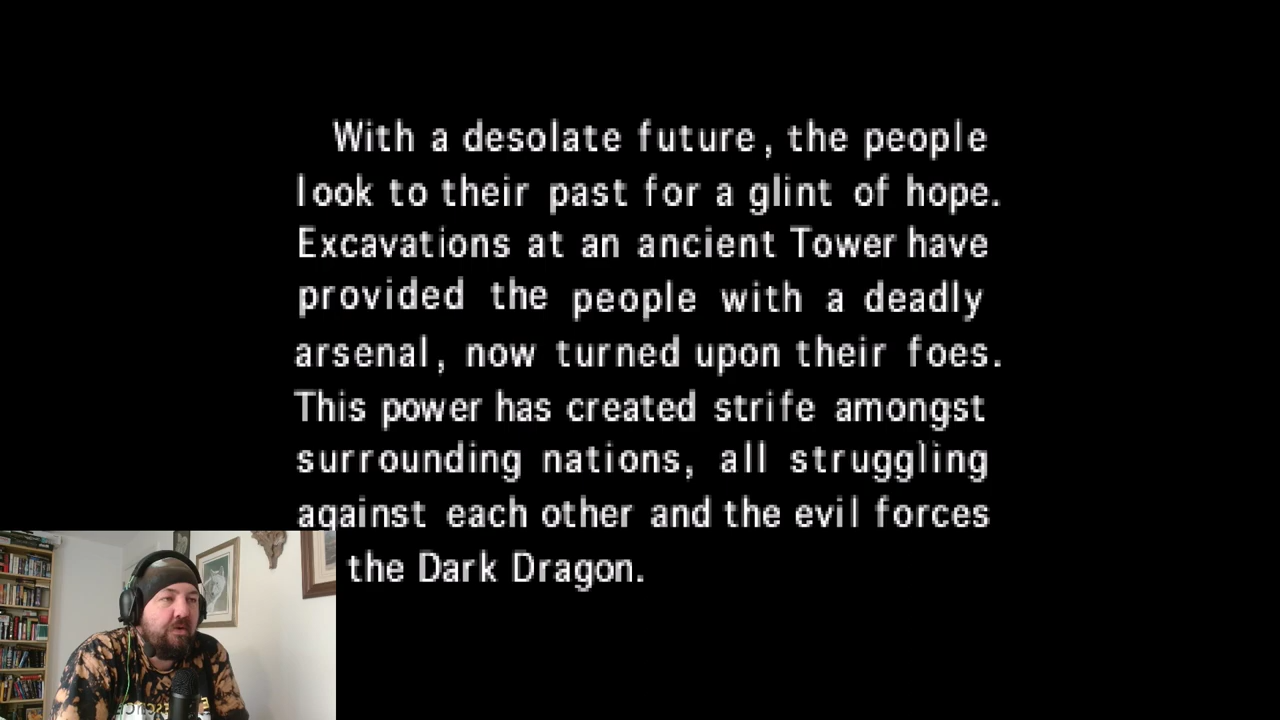 With a desolate future, the people
look to their past for a glint of hope.
Excavations at an ancient Tower have
provided the people with a deadly
arsenal, now turned upon their foes.
This power has created strife amongst
surrounding nations, all struggling
against each other and the evil forces
the Dark Dragon.